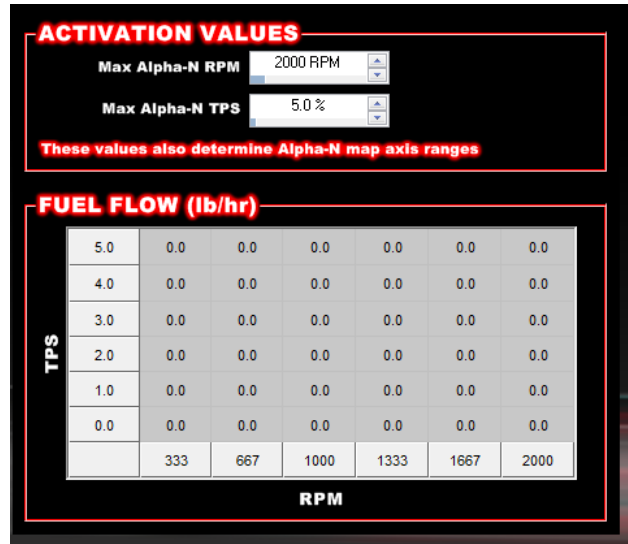 ACTIVATION VALUES
Max Alpha-N RPM 2000 RPM
Max Alpha-N TPS 5.0 %
These values also determine Alpha-N map axis ranges
FUEL FLOW (lb/hr)
TPS
5.0 0.0 0.0 0.0 0.0 0.0 0.0
4.0 0.0 0.0 0.0 0.0 0.0 0.0
3.0 0.0 0.0 0.0 0.0 0.0 0.0
2.0 0.0 0.0 0.0 0.0 0.0 0.0
1.0 0.0 0.0 0.0 0.0 0.0 0.0
0.0 0.0 0.0 0.0 0.0 0.0 0.0
333 667 1000 1333 1667 2000
RPM